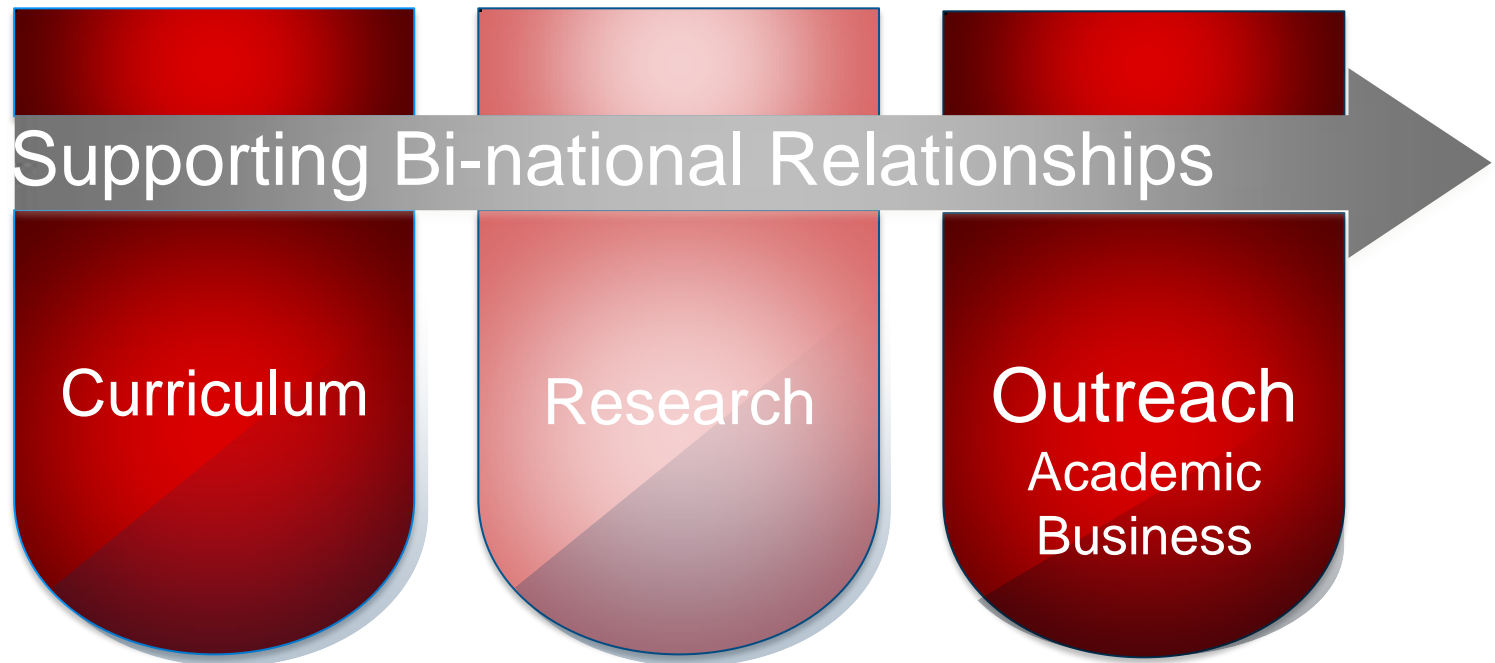 Supporting Bi-national Relationships
Curriculum
Research
Outreach
Academic
Business